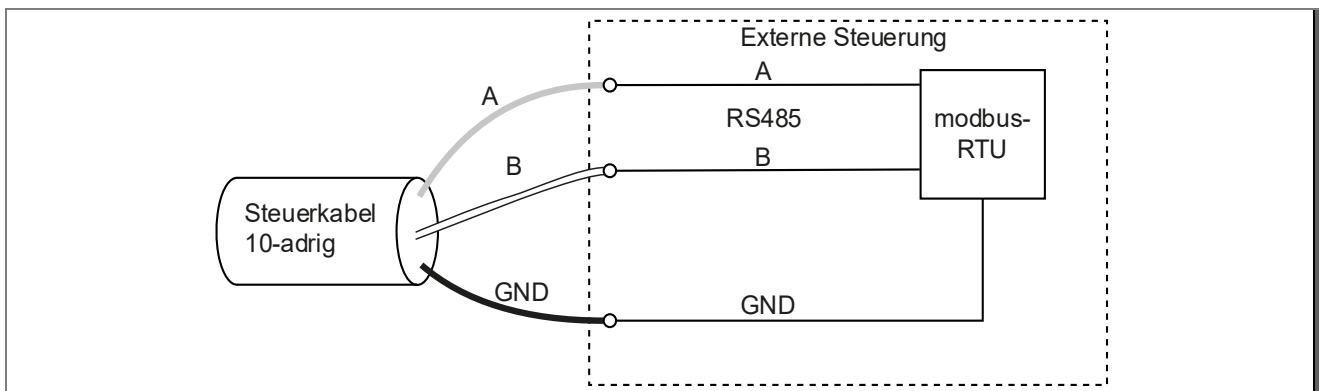 Externe Steuerung
A
A
RS485
modbus-
RTU
B
B
Steuerkabel
10-adrig
GND
GND